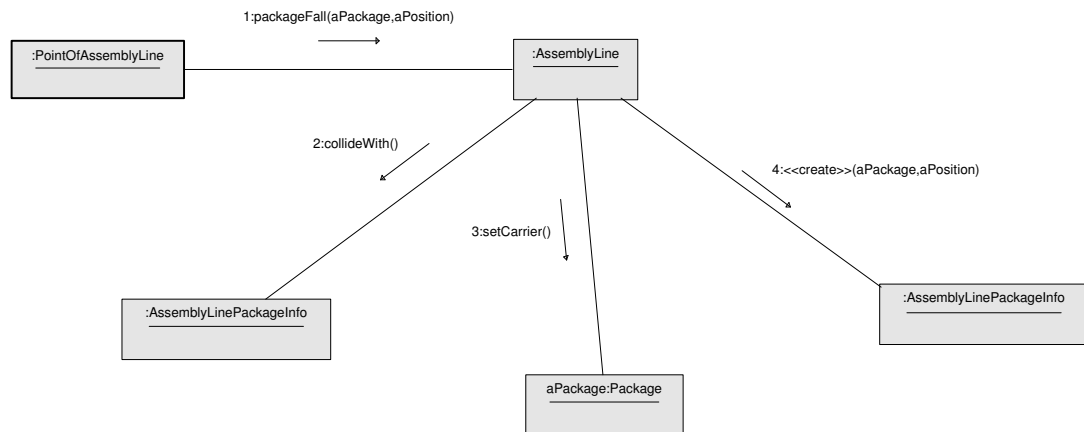 1:packageFall(aPackage,aPosition)
:PointOfAssemblyLine
:AssemblyLine
2:collideWith()
4:<<create>>(aPackage,aPosition)
3:setCarrier()
:AssemblyLinePackageInfo
:AssemblyLinePackageInfo
aPackage:Package